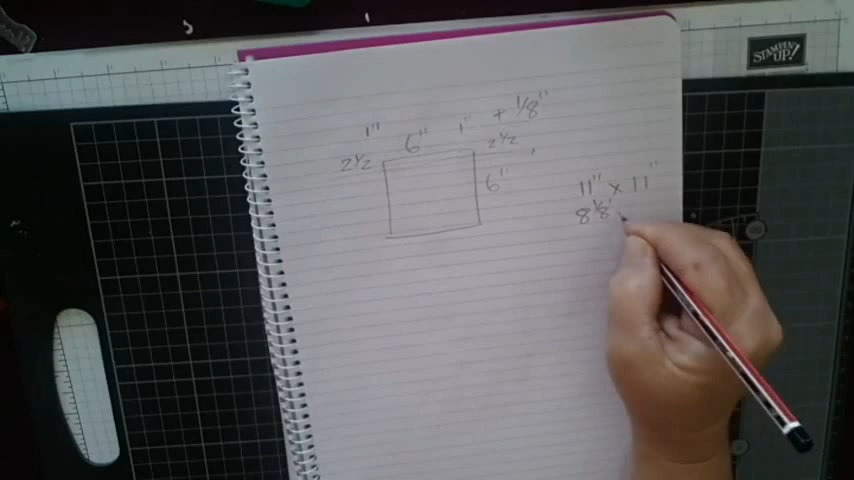 STAMPIN' UP!
1" 6" 1" + 1/8"
2 1/2 2 1/2
6"
11" x 11"
8 1/8"